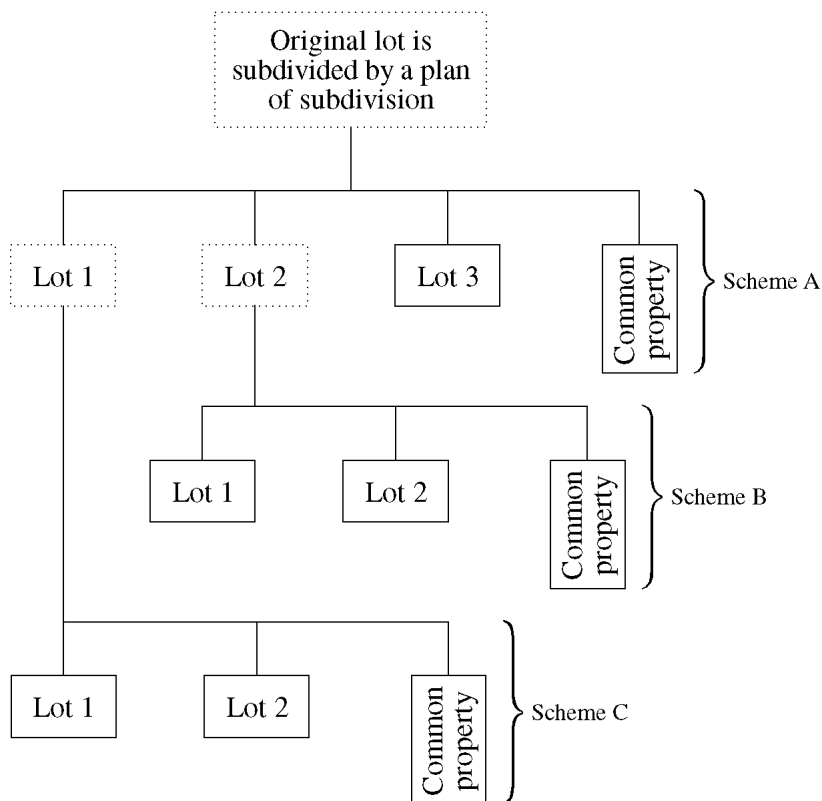 Original lot is
subdivided by a plan
of subdivision
Lot 1
Lot 2
Lot 3
Common
property
Scheme A
Lot 1
Lot 2
Common
property
Scheme B
Lot 1
Lot 2
Common
property
Scheme C